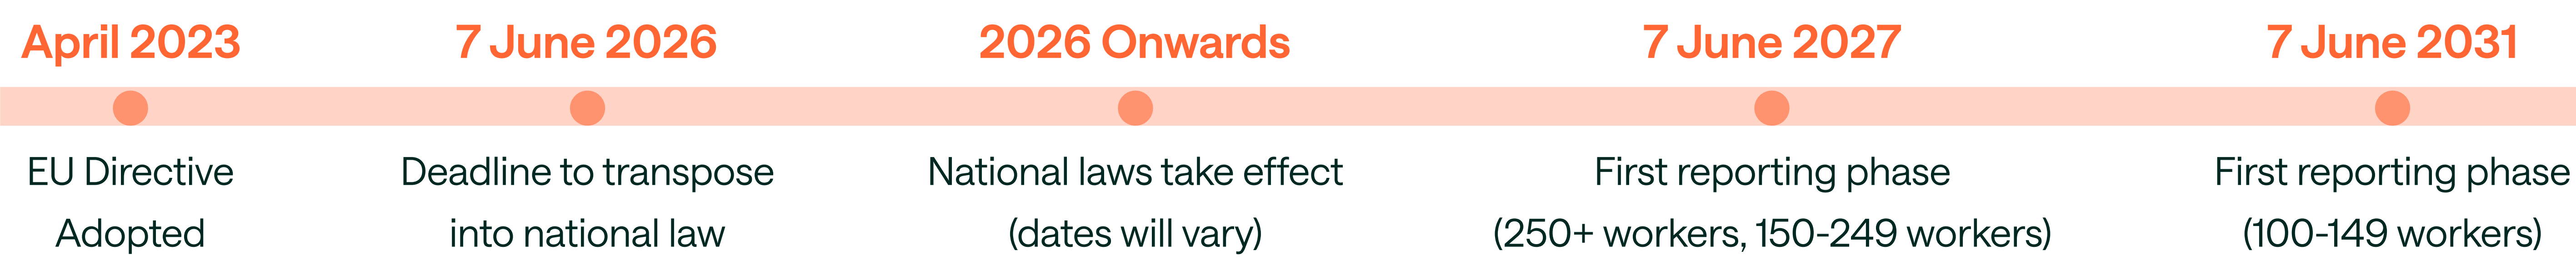 April 2023
7 June 2026
2026 Onwards
7 June 2027
7 June 2031
EU Directive
Adopted
Deadline to transpose
into national law
National laws take effect
(dates will vary)
First reporting phase
(250+ workers, 150-249 workers)
First reporting phase
(100-149 workers)